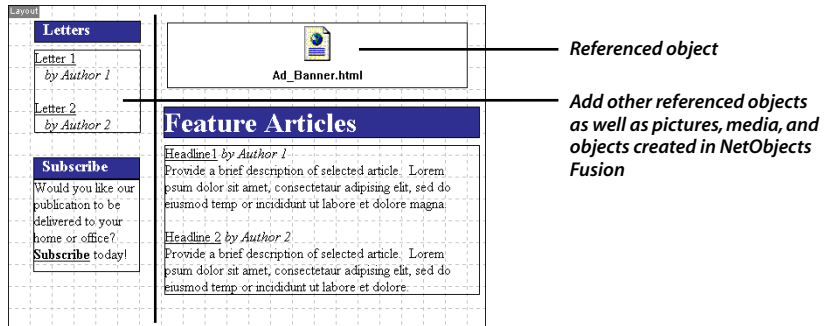 Layout
Letters
Letter 1
by Author 1
Letter 2
by Author 2
Subscribe
Would you like our
publication to be
delivered to your
home or office?
Subscribe today!
Ad_Banner.html
Feature Articles
Headline1 by Author 1
Provide a brief description of selected article. Lorem
psum dolor sit amet, consectetaur adipising elit, sed do
eiusmod temp or incididunt ut labore et dolore magna.
Headline 2 by Author 2
Provide a brief description of selected article. Lorem
psum dolor sit amet, consectetaur adipising elit, sed do
eiusmod temp or incididunt ut labore et dolore.
Referenced object
Add other referenced objects
as well as pictures, media, and
objects created in NetObjects
Fusion